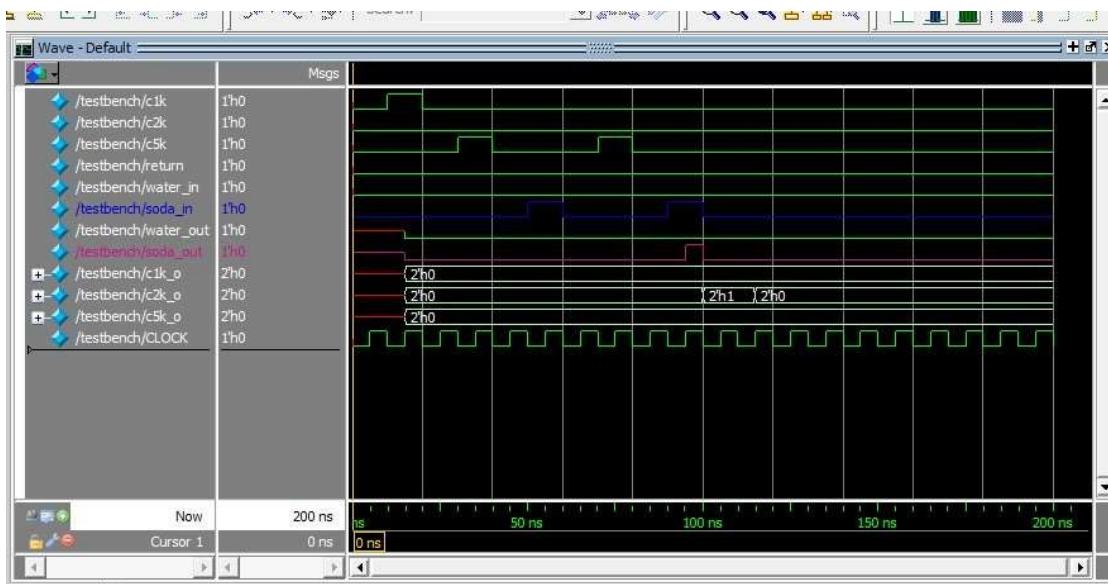 Wave - Default
Msgs
/testbench/c1k 1'h0
/testbench/c2k 1'h0
/testbench/c5k 1'h0
/testbench/return 1'h0
/testbench/water_in 1'h0
/testbench/soda_in 1'h0
/testbench/water_out 1'h0
/testbench/soda_out 1'h0
/testbench/c1k_o 2'h0 2'h0
/testbench/c2k_o 2'h0 2'h0 2'h1 2'h0
/testbench/c5k_o 2'h0 2'h0
/testbench/CLOCK 1'h0
Now 200 ns ns 50 ns 100 ns 150 ns 200 ns
Cursor 1 0 ns 0 ns